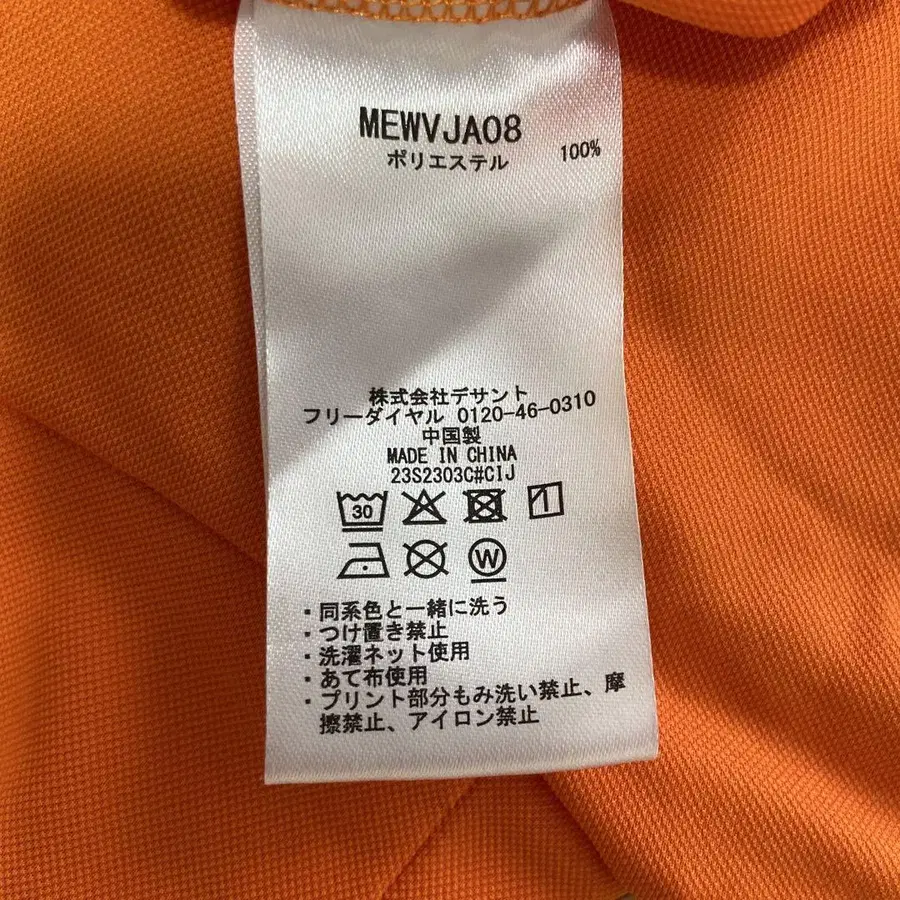 MEWVJA08
ポリエステル 100%
株式会社デサント
フリーダイヤル 0120-46-0310
中国製
MADE IN CHINA
23S2303C#CIJ
30
W
・同系色と一緒に洗う
・つけ置き禁止
・洗濯ネット使用
・あて布使用
・プリント部分もみ洗い禁止、摩
擦禁止、アイロン禁止